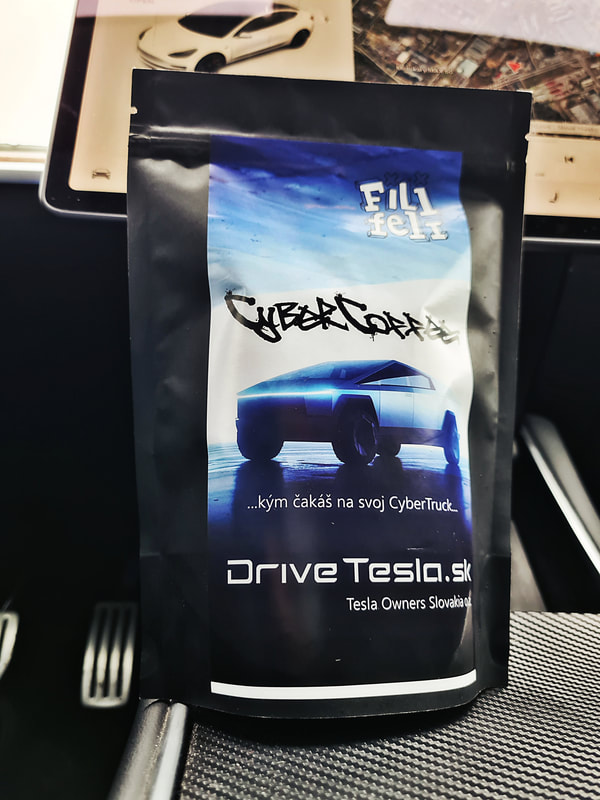 Fill
feel
CyberCoffee
...kým čakáš na svoj CyberTruck...
DriveTesla.sk
Tesla Owners Slovakia o.z.